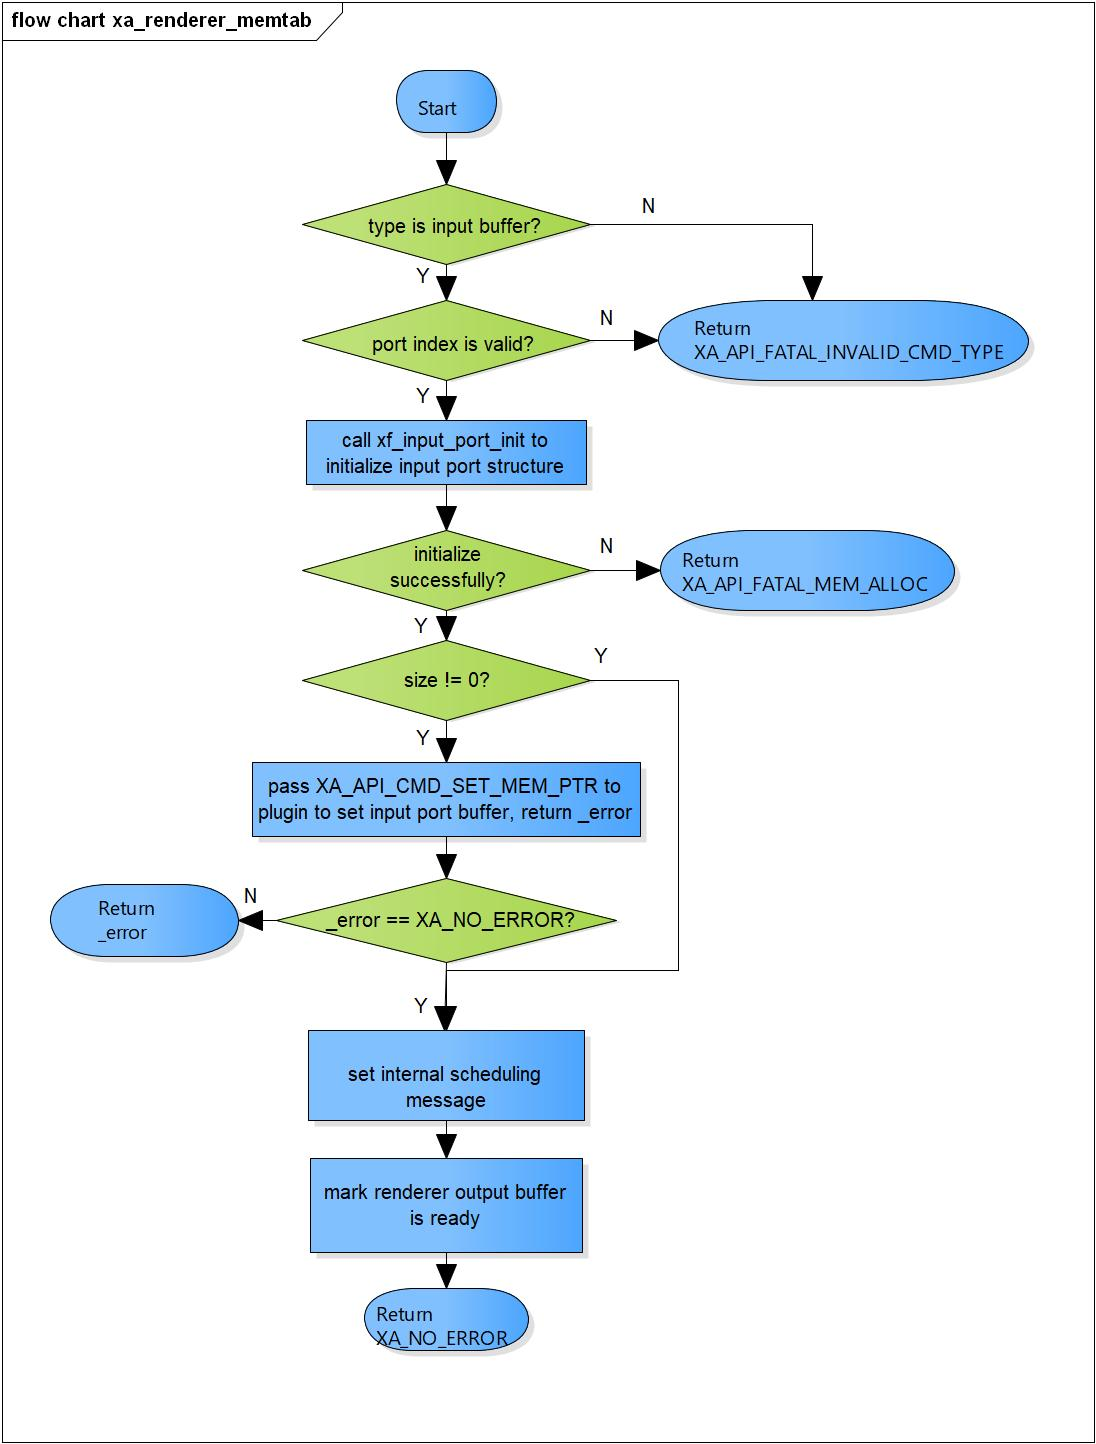 flow chart xa_renderer_memtab
Start
type is input buffer?
N
Y
port index is valid?
N
Return
XA_API_FATAL_INVALID_CMD_TYPE
Y
call xf_input_port_init to
initialize input port structure
initialize
successfully?
N
Return
XA_API_FATAL_MEM_ALLOC
Y
size != 0?
Y
Y
pass XA_API_CMD_SET_MEM_PTR to
plugin to set input port buffer, return _error
_error == XA_NO_ERROR?
N
Return
_error
Y
set internal scheduling
message
mark renderer output buffer
is ready
Return
XA_NO_ERROR